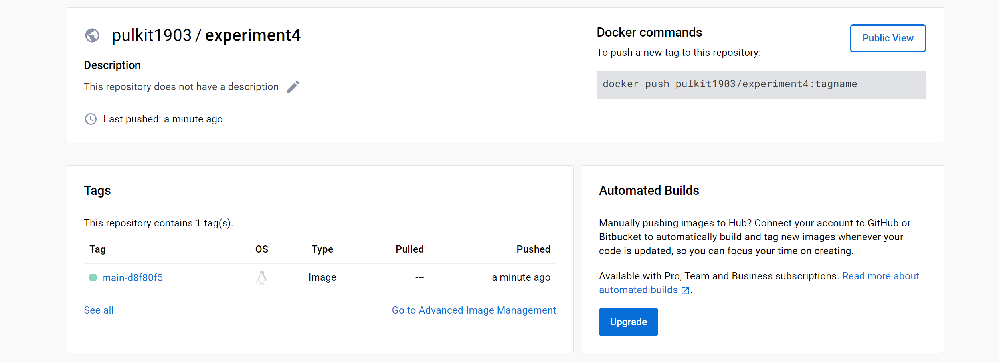 pulkit1903 / experiment4
Description
This repository does not have a description
Last pushed: a minute ago
Docker commands
Public View
To push a new tag to this repository:
docker push pulkit1903/experiment4:tagname
Tags
This repository contains 1 tag(s).
Tag OS Type Pulled Pushed
main-d8f80f5 Image --- a minute ago
See all Go to Advanced Image Management
Automated Builds
Manually pushing images to Hub? Connect your account to GitHub or
Bitbucket to automatically build and tag new images whenever your
code is updated, so you can focus your time on creating.
Available with Pro, Team and Business subscriptions. Read more about
automated builds.
Upgrade